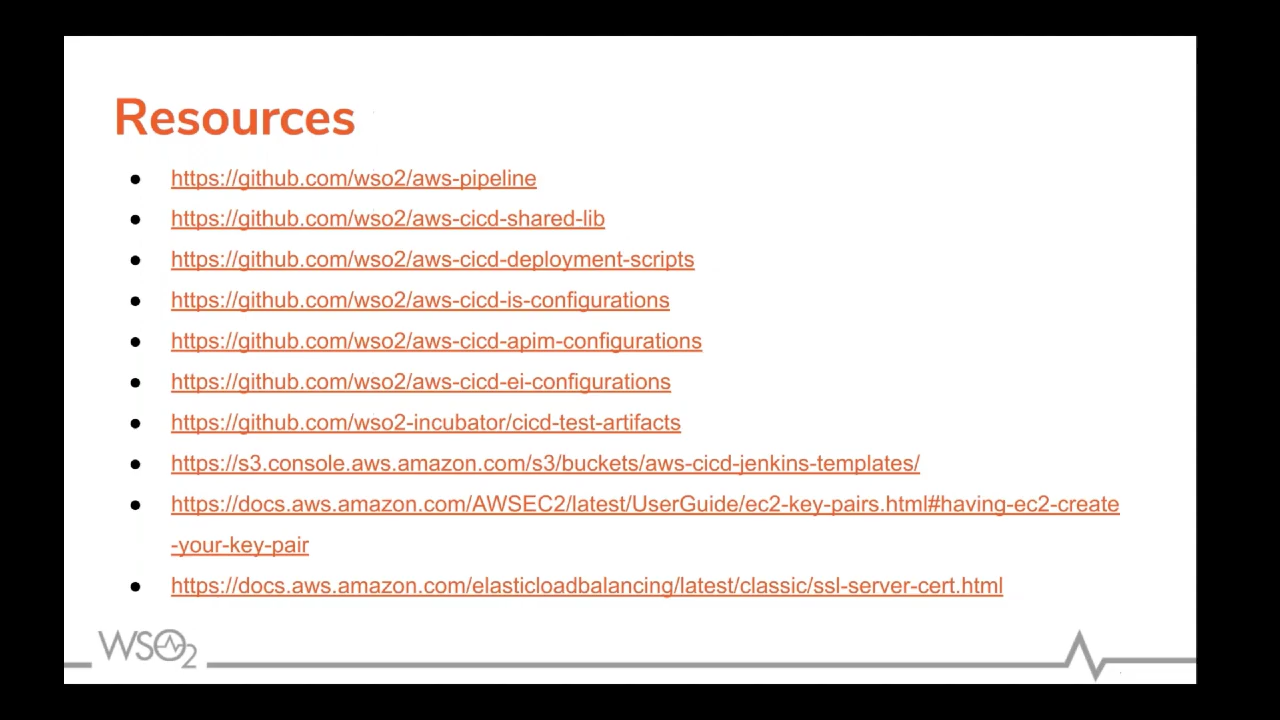 Resources
● https://github.com/wso2/aws-pipeline
● https://github.com/wso2/aws-cicd-shared-lib
● https://github.com/wso2/aws-cicd-deployment-scripts
● https://github.com/wso2/aws-cicd-is-configurations
● https://github.com/wso2/aws-cicd-apim-configurations
● https://github.com/wso2/aws-cicd-ei-configurations
● https://github.com/wso2-incubator/cicd-test-artifacts
● https://s3.console.aws.amazon.com/s3/buckets/aws-cicd-jenkins-templates/
● https://docs.aws.amazon.com/AWSEC2/latest/UserGuide/ec2-key-pairs.html#having-ec2-create
-your-key-pair
● https://docs.aws.amazon.com/elasticloadbalancing/latest/classic/ssl-server-cert.html
WSO2